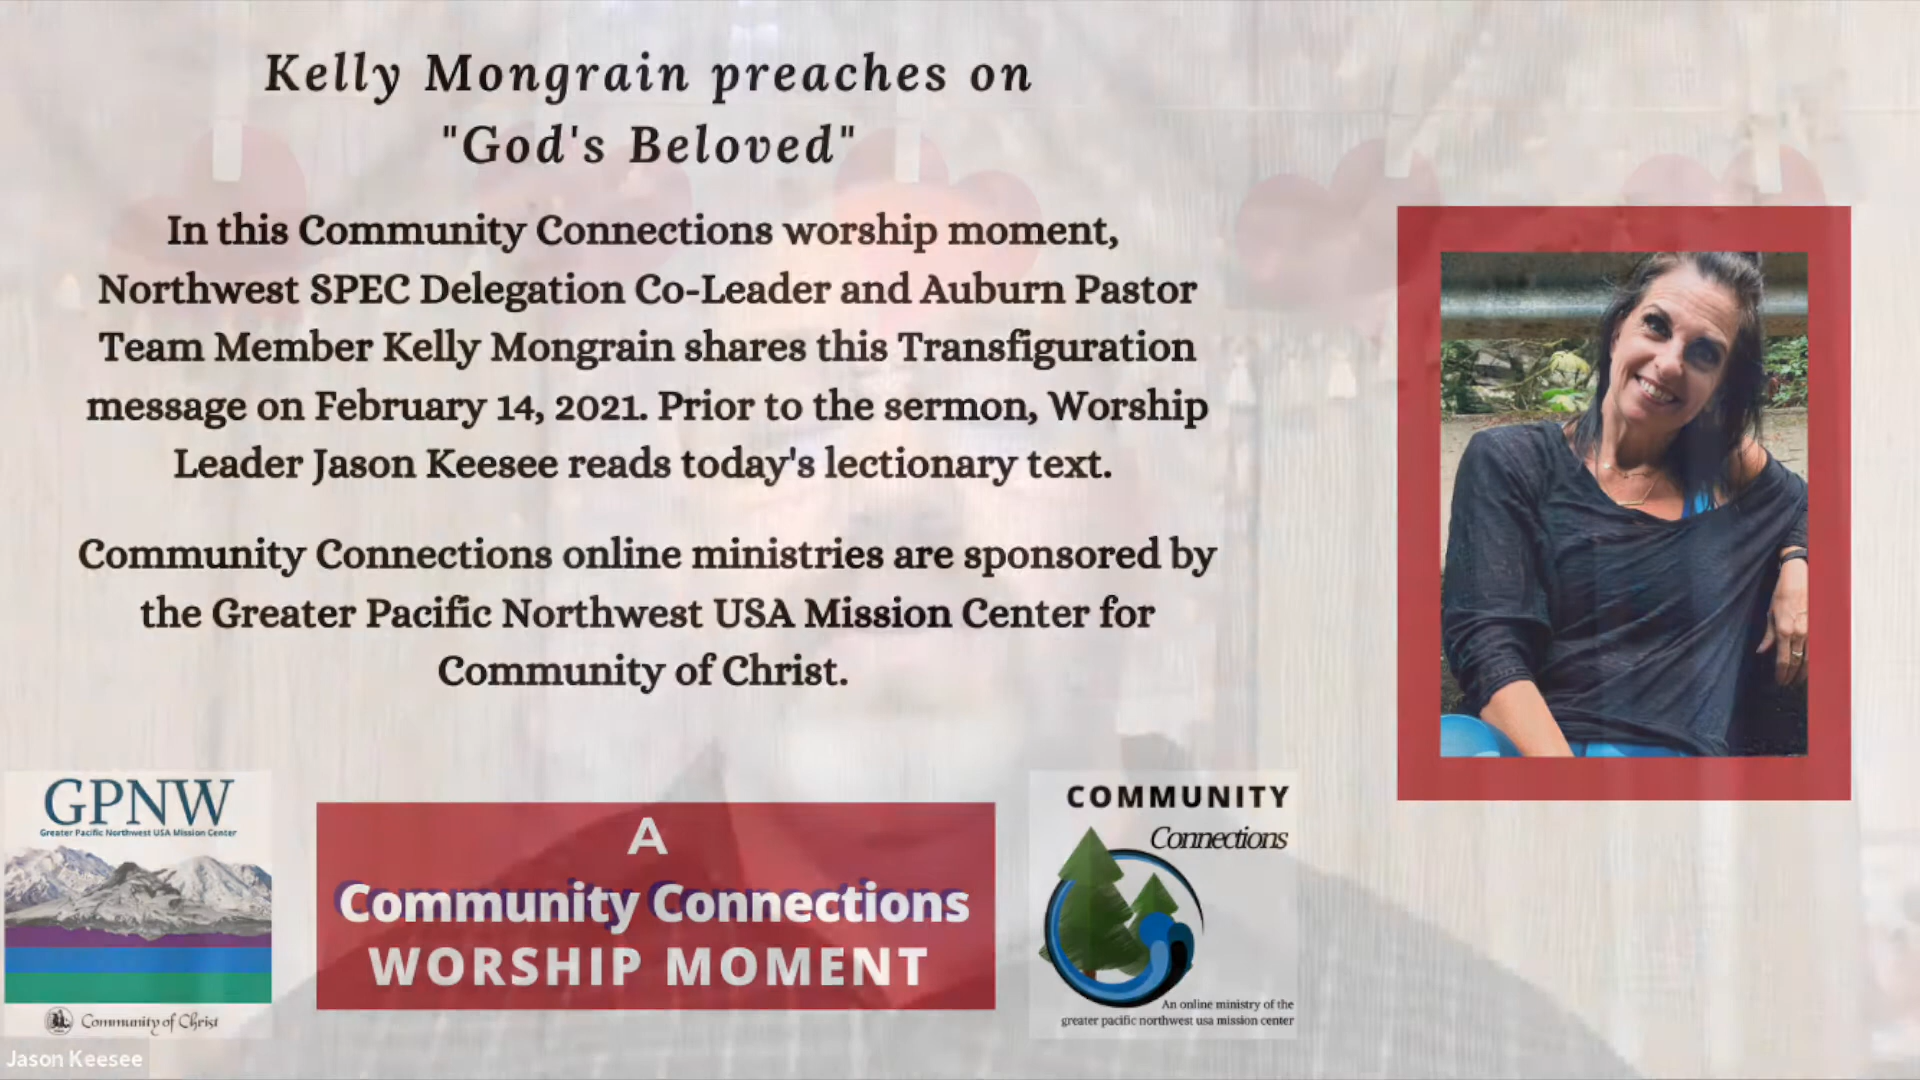 Kelly Mongrain preaches on
"God's Beloved"
In this Community Connections worship moment,
Northwest SPEC Delegation Co-Leader and Auburn Pastor
Team Member Kelly Mongrain shares this Transfiguration
message on February 14, 2021. Prior to the sermon, Worship
Leader Jason Keesee reads today's lectionary text.
Community Connections online ministries are sponsored by
the Greater Pacific Northwest USA Mission Center for
Community of Christ.
GPNW
Greater Pacific Northwest USA Mission Center
Community of Christ
A
Community Connections
WORSHIP MOMENT
COMMUNITY
Connections
An online ministry of the
greater pacific northwest usa mission center
Jason Keesee